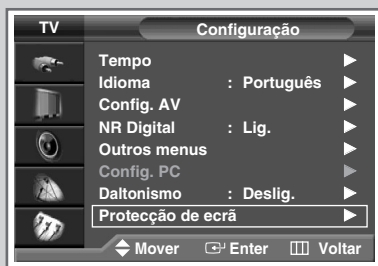 TV Configuração
Tempo
Idioma : Português
Config. AV
NR Digital : Lig.
Outros menus
Config. PC
Daltonismo : Deslig.
Protecção de ecrã
Mover Enter Voltar